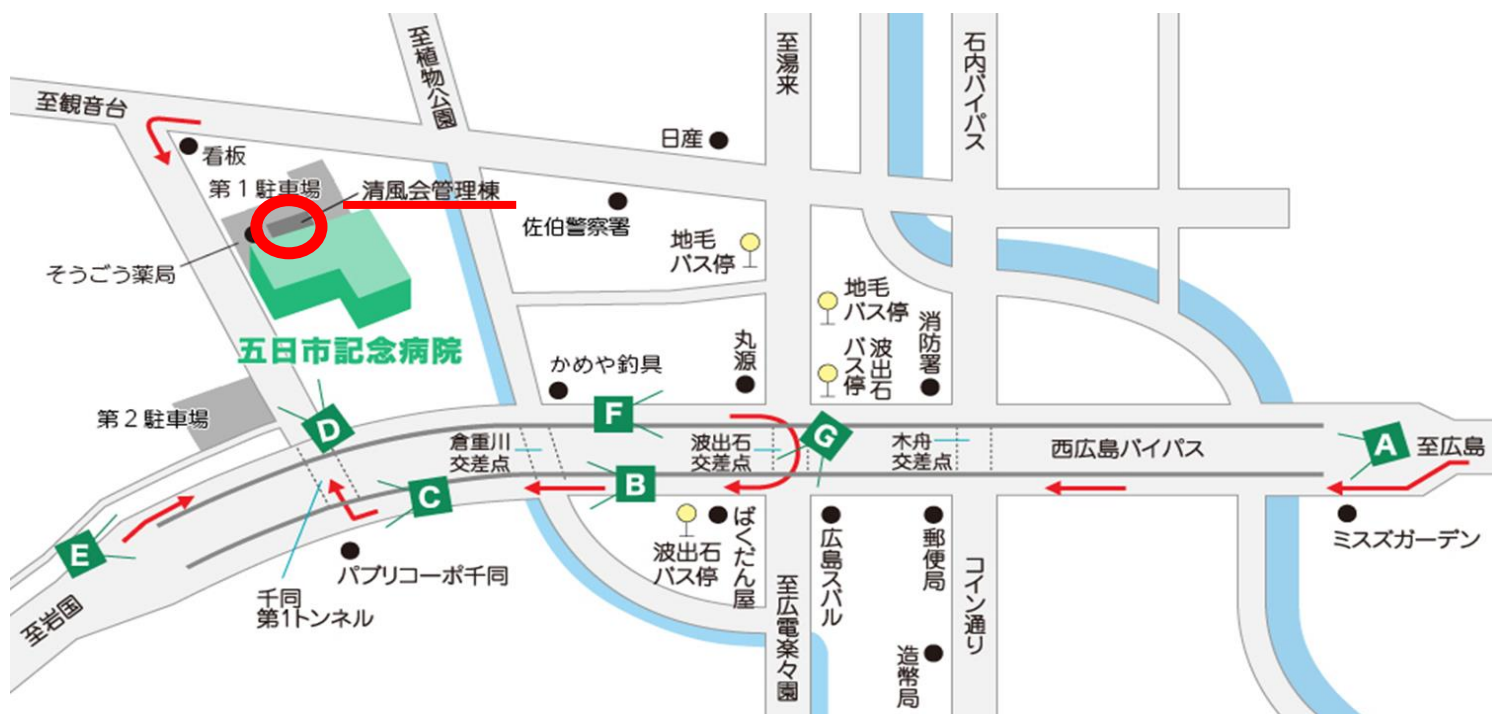 至植物公園
至湯来
石内バイパス
至観音台
日産
看板
第1駐車場
清風会管理棟
佐伯警察署
地毛
バス停
そうごう薬局
地毛
バス停
波出石
バス停
消防署
丸源
五日市記念病院
かめや釣具
第2駐車場
D
F
G
A
倉重川
交差点
波出石
交差点
木舟
交差点
西広島バイパス
至広島
B
C
E
ミスズガーデン
波出石
バス停
ばくだん屋
広島スバル
郵便局
コイン通り
パブリコーポ千同
千同
第1トンネル
至岩国
至広電楽々園
造幣局